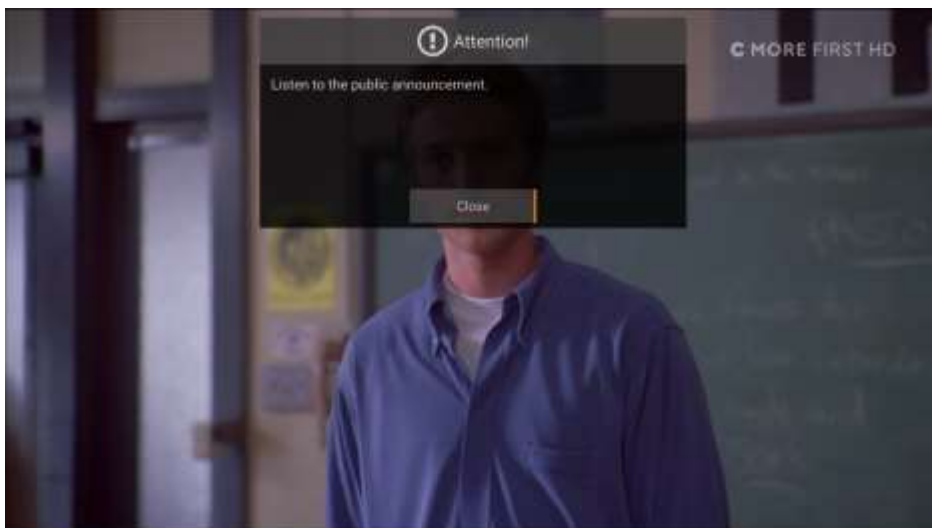 Attention!
C MORE FIRST HD
Listen to the public announcement.
Close